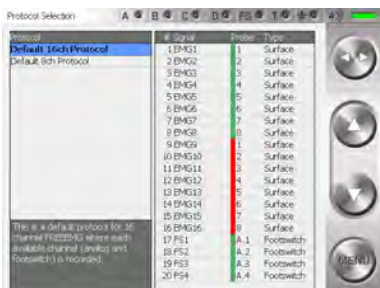 Protocol Selection A B C D FS T
Protocol
Default 16ch Protocol
Default 8ch Protocol
This is a default protocol for 16
channel FREEEMG where each
available channel (analog and
footswitch) is recorded.
# Signal Probe Type
1 EMG1 1 Surface
2 EMG2 2 Surface
3 EMG3 3 Surface
4 EMG4 4 Surface
5 EMG5 5 Surface
6 EMG6 6 Surface
7 EMG7 7 Surface
8 EMG8 8 Surface
9 EMG9 1 Surface
10 EMG10 2 Surface
11 EMG11 3 Surface
12 EMG12 4 Surface
13 EMG13 5 Surface
14 EMG14 6 Surface
15 EMG15 7 Surface
16 EMG16 8 Surface
17 FS1 A.1 Footswitch
18 FS2 A.2 Footswitch
19 FS3 A.3 Footswitch
20 FS4 A.4 Footswitch
MENU